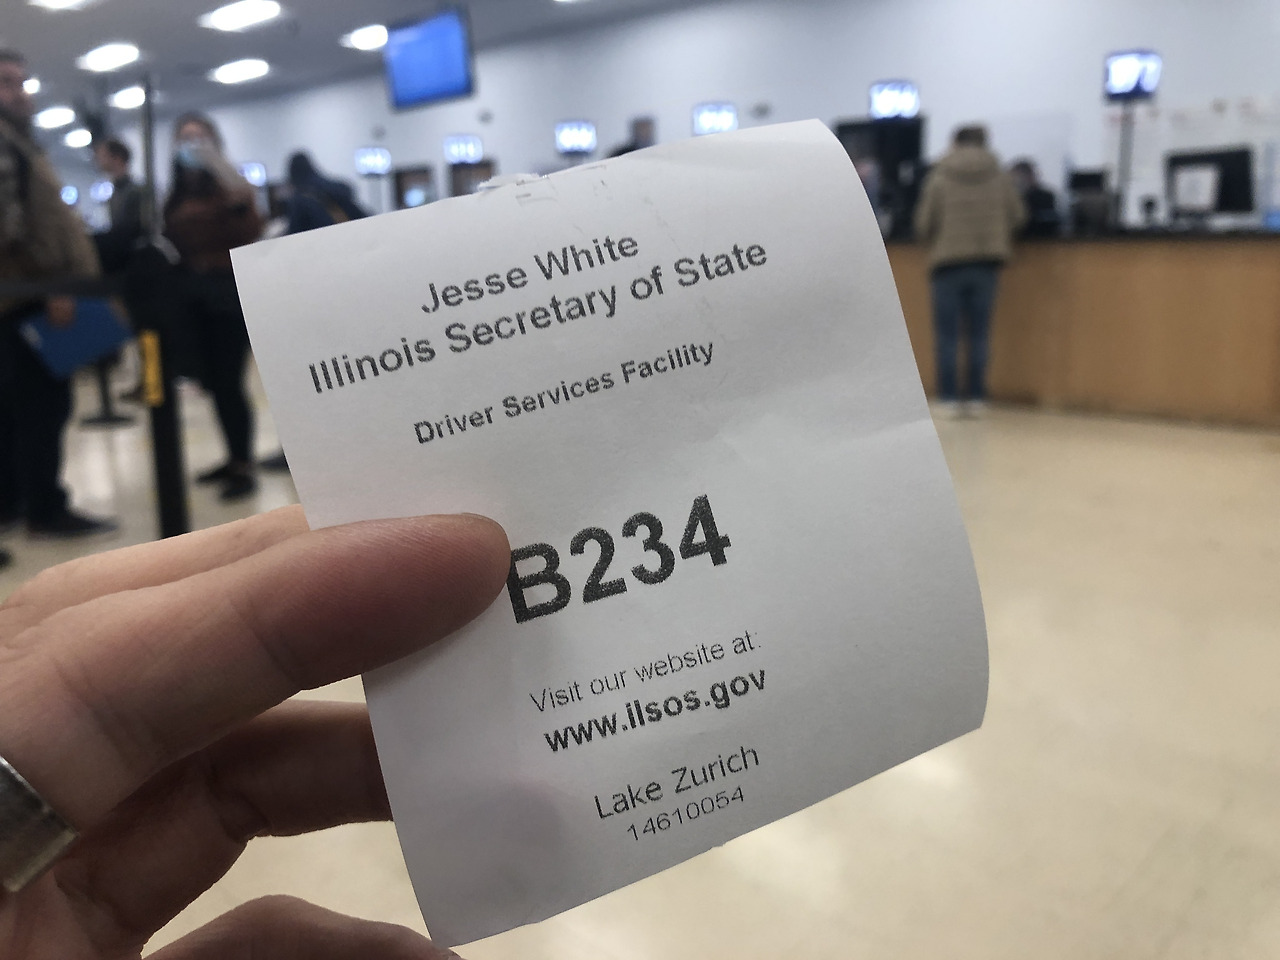 Jesse White
Illinois Secretary of State
Driver Services Facility
B234
Visit our website at:
www.ilsos.gov
Lake Zurich
14610054